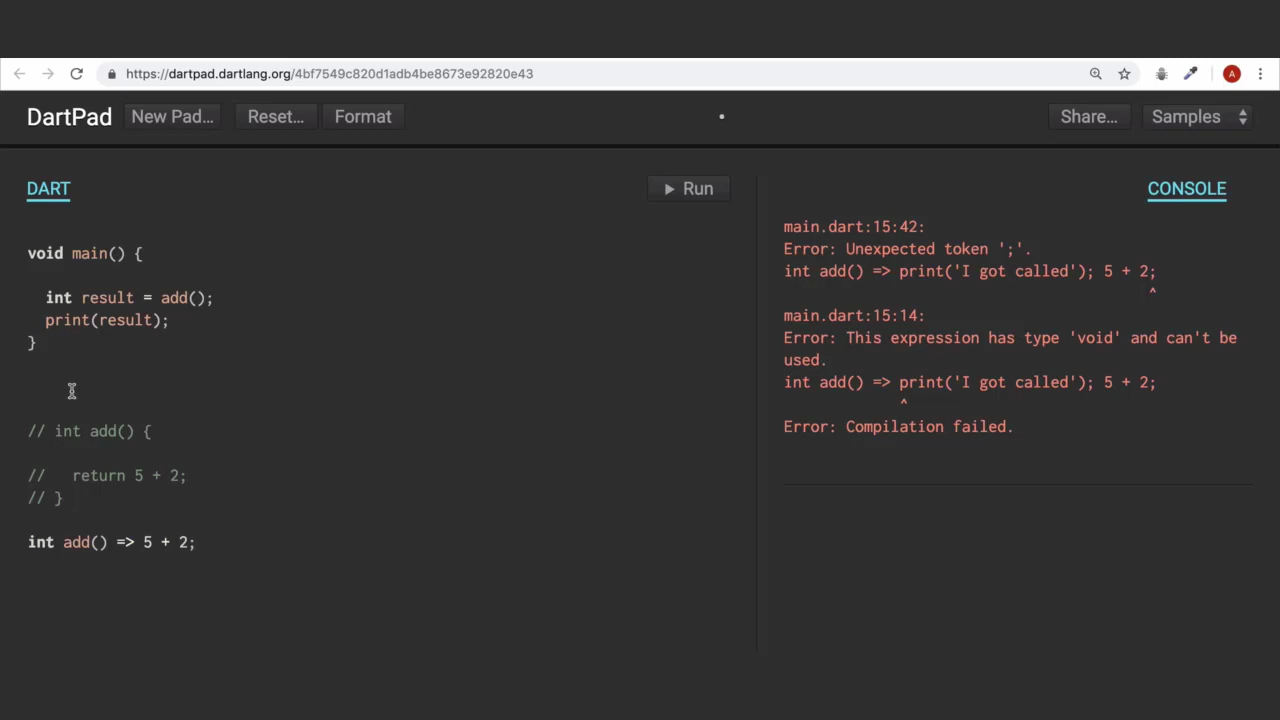 https://dartpad.dartlang.org/4bf7549c820d1adb4be8673e92820e43
A
DartPad New Pad... Reset... Format Share... Samples
DART Run CONSOLE
void main() {
int result = add();
print(result);
}
// int add() {
// return 5 + 2;
// }
int add() => 5 + 2;
main.dart:15:42:
Error: Unexpected token ';'.
int add() => print('I got called'); 5 + 2;
^
main.dart:15:14:
Error: This expression has type 'void' and can't be
used.
int add() => print('I got called'); 5 + 2;
^
Error: Compilation failed.